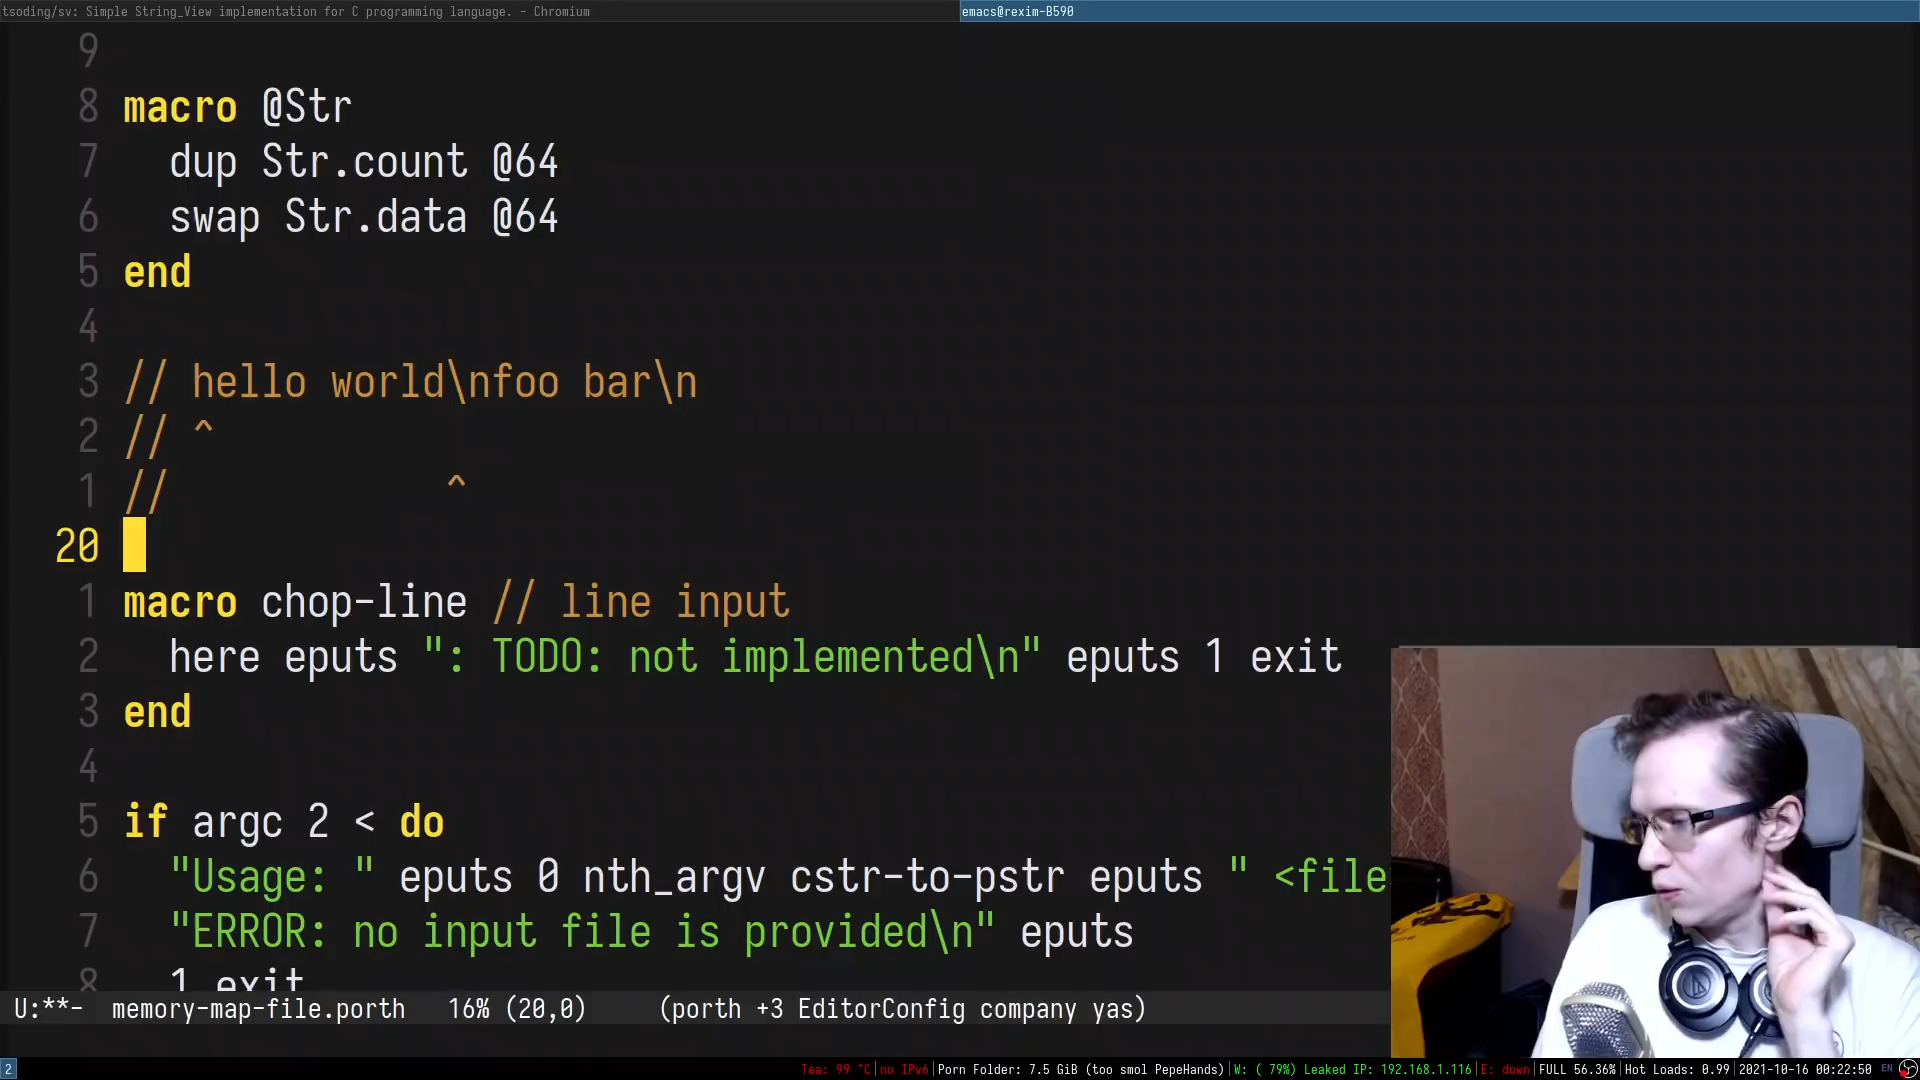 tsoding/sv: Simple String_View implementation for C programming language. - Chromium
emacs@rexim-B590
9
8 macro @Str
7 dup Str.count @64
6 swap Str.data @64
5 end
4
3 // hello world\nfoo bar\n
2 // ^
1 // ^
20
1 macro chop-line // line input
2 here eputs ": TODO: not implemented\n" eputs 1 exit
3 end
4
5 if argc 2 < do
6 "Usage: " eputs 0 nth_argv cstr-to-pstr eputs " <file
7 "ERROR: no input file is provided\n" eputs
8 1 exit
U:**- memory-map-file.porth 16% (20,0) (porth +3 EditorConfig company yas)
2 Tea: 99 °C|no IPv6|Porn Folder: 7.5 GiB (too smol PepeHands)|W: ( 79%) Leaked IP: 192.168.1.116|E: down|FULL 56.36%|Hot Loads: 0.99|2021-10-16 00:22:50 EN